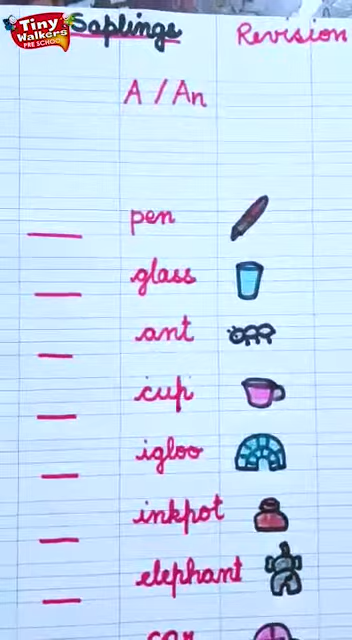 Tiny Walkers
PRE SCHOOL
Saplings
Revision
A / An
pen
glass
ant
cup
igloo
inkpot
elephant